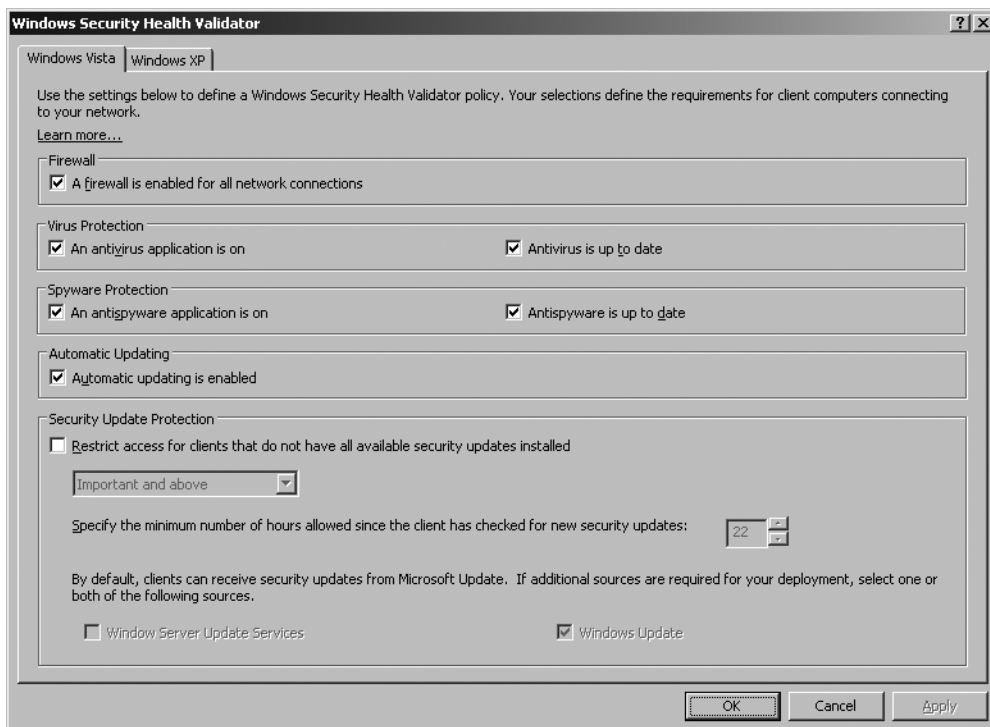 Windows Security Health Validator
Windows Vista
Windows XP
Use the settings below to define a Windows Security Health Validator policy. Your selections define the requirements for client computers connecting
to your network.
Learn more...
Firewall
A firewall is enabled for all network connections
Virus Protection
An antivirus application is on
Antivirus is up to date
Spyware Protection
An antispyware application is on
Antispyware is up to date
Automatic Updating
Automatic updating is enabled
Security Update Protection
Restrict access for clients that do not have all available security updates installed
Important and above
Specify the minimum number of hours allowed since the client has checked for new security updates:
22
By default, clients can receive security updates from Microsoft Update. If additional sources are required for your deployment, select one or
both of the following sources.
Window Server Update Services
Windows Update
OK
Cancel
Apply